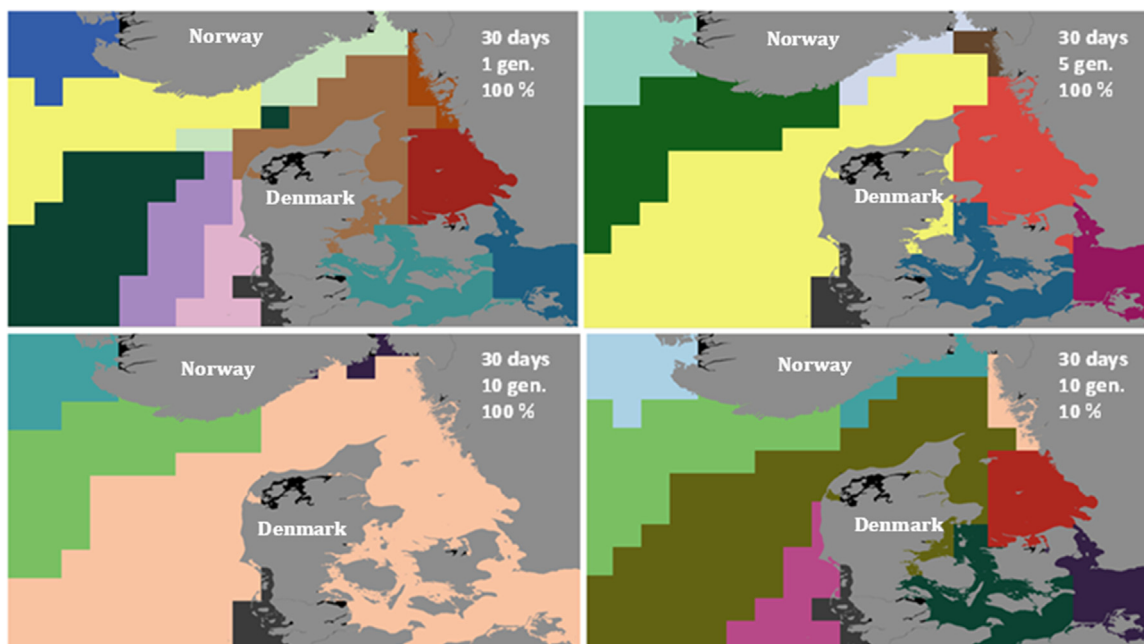 Norway
30 days
1 gen.
100 %
Denmark
Norway
30 days
5 gen.
100 %
Denmark
Norway
30 days
10 gen.
100 %
Denmark
Norway
30 days
10 gen.
10 %
Denmark